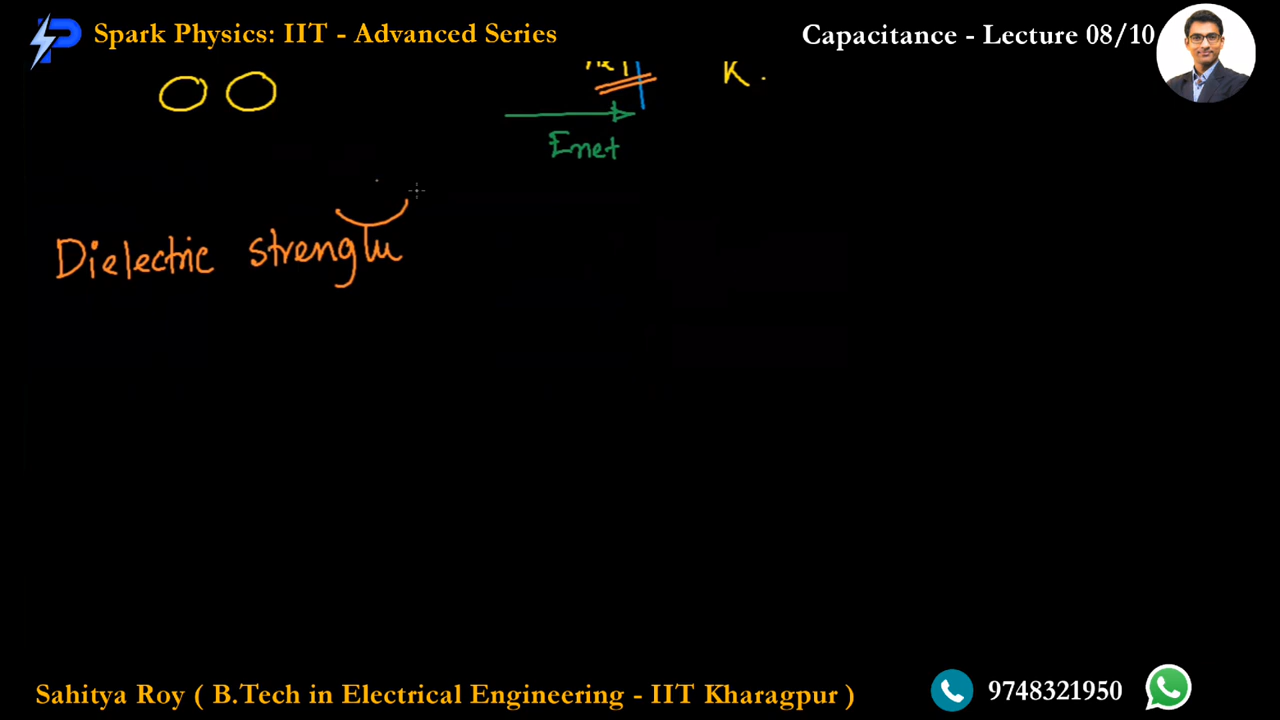 Spark Physics: IIT - Advanced Series
Capacitance - Lecture 08/10
K.
Enet
Dielectric strength
Sahitya Roy ( B.Tech in Electrical Engineering - IIT Kharagpur )
9748321950